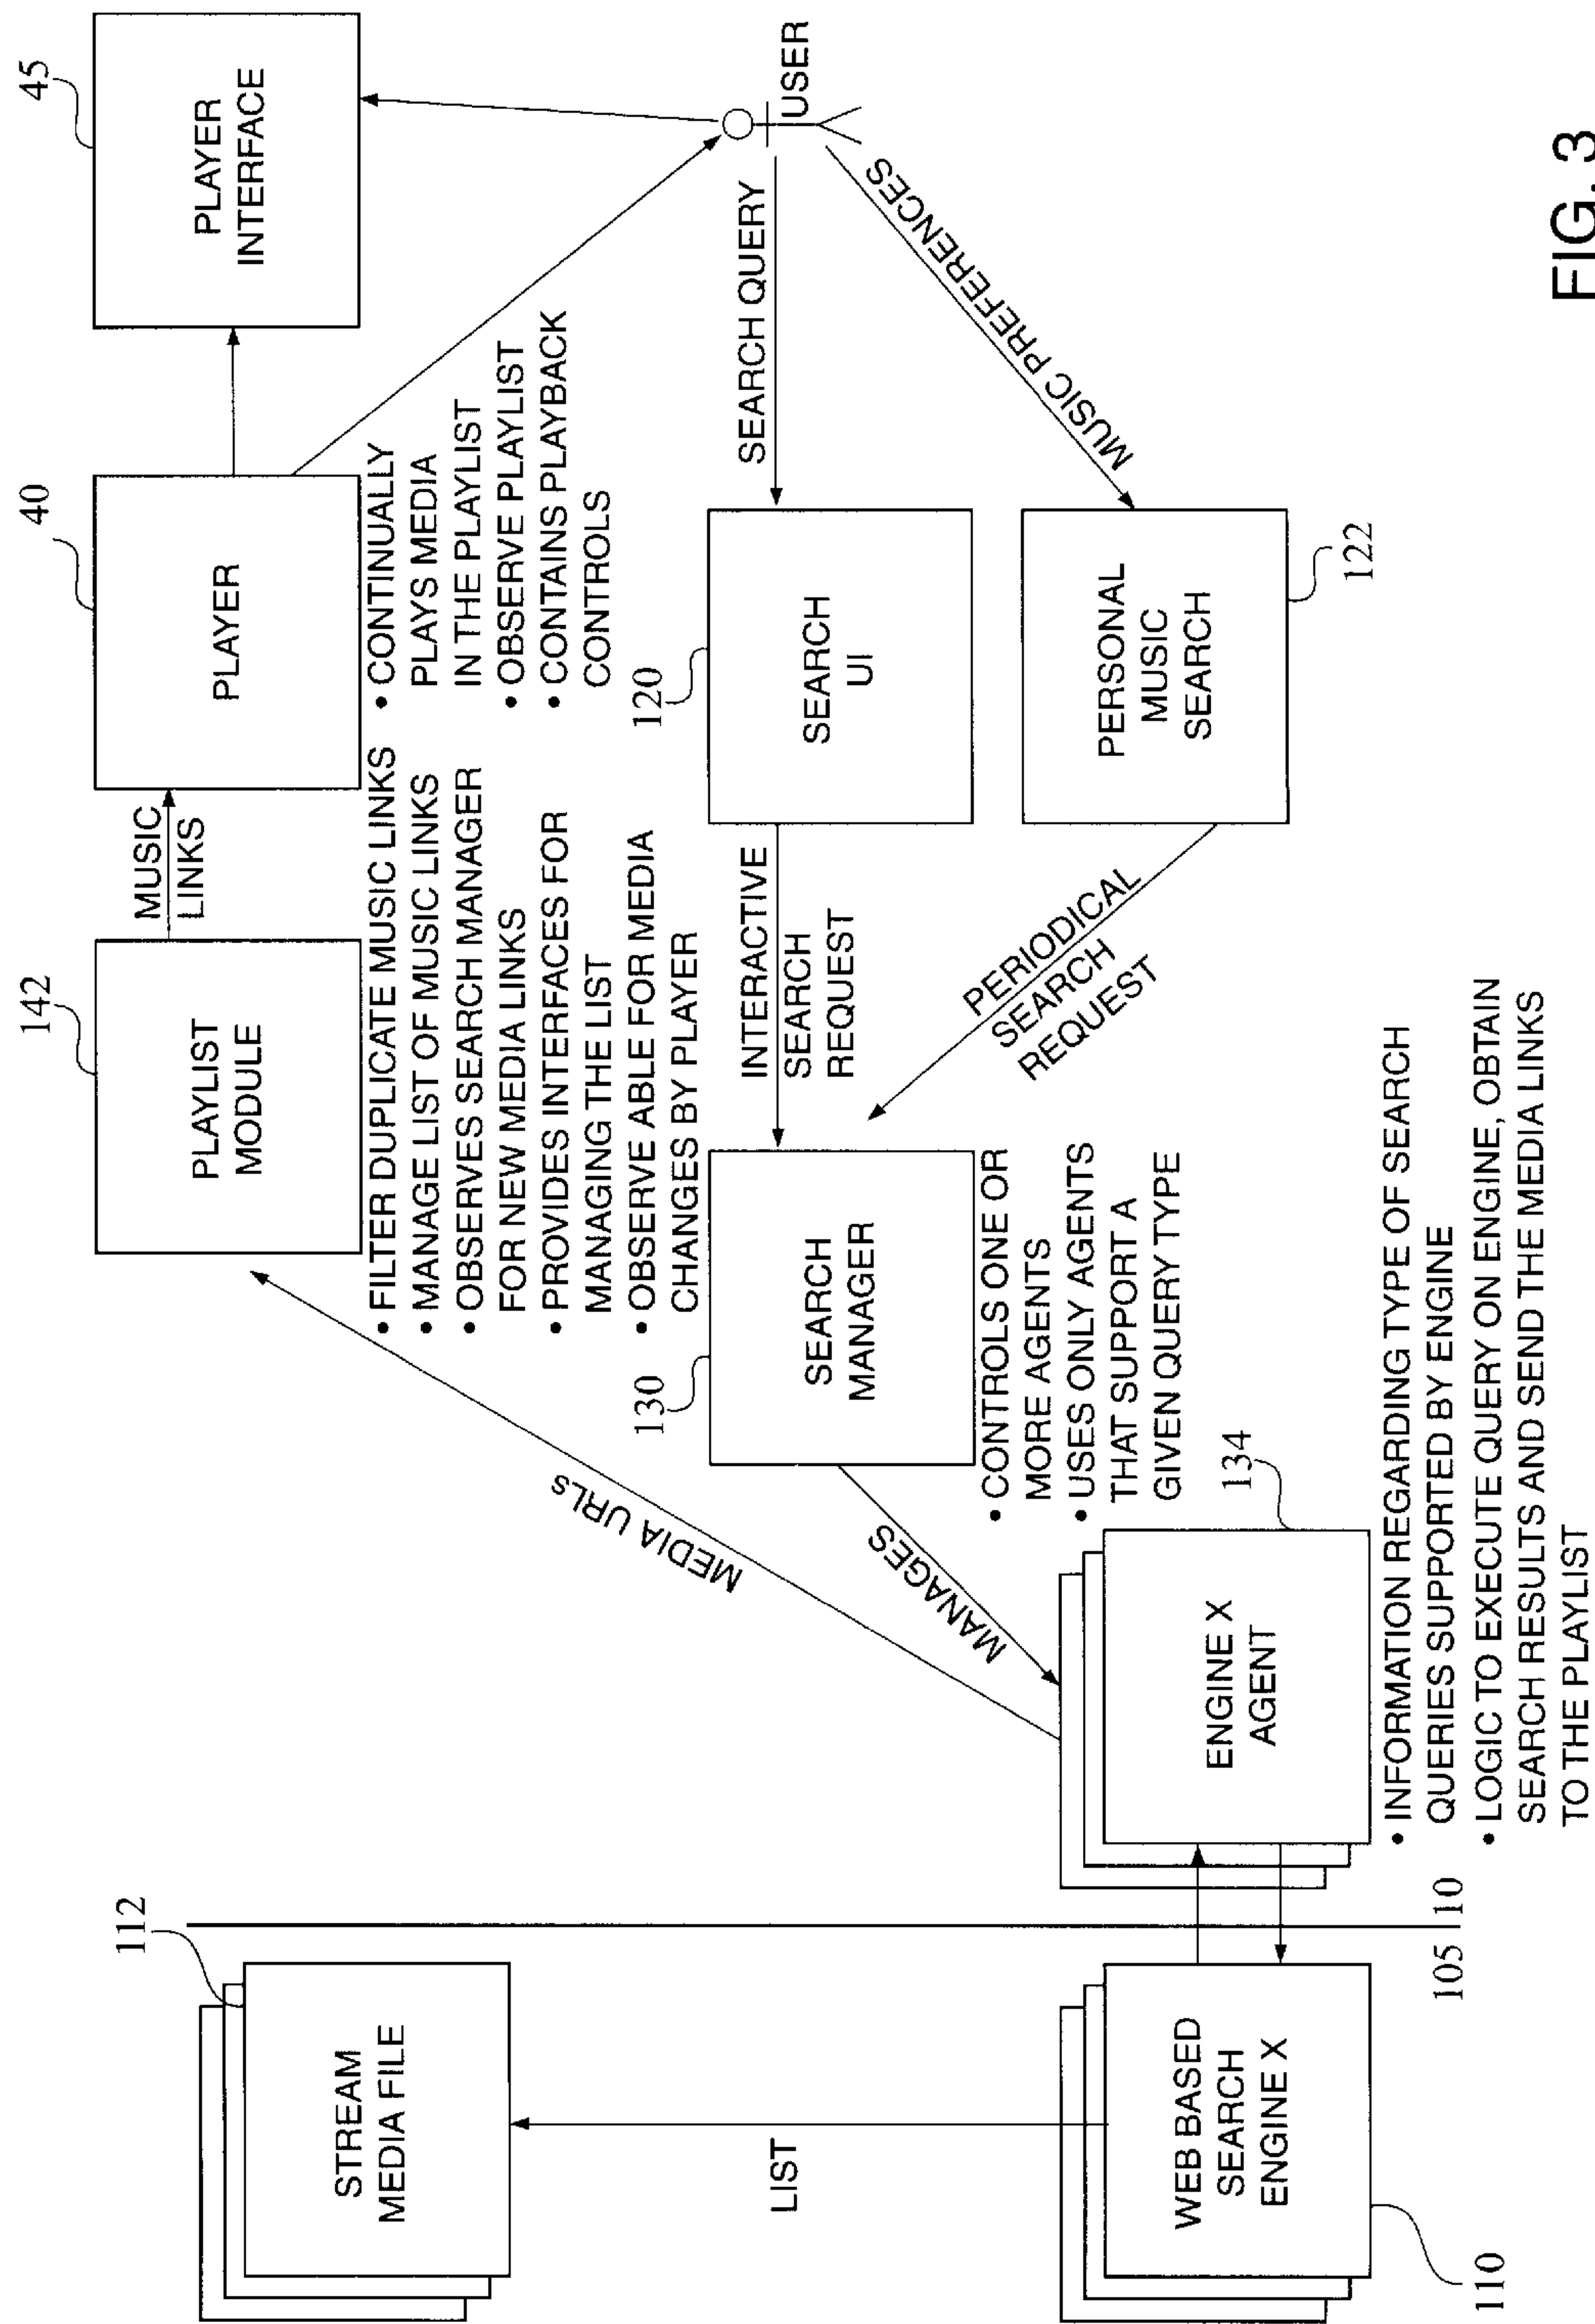 112
STREAM
MEDIA FILE
LIST
WEB BASED
SEARCH
ENGINE X
110
105
10
142
PLAYLIST
MODULE
MUSIC
LINKS
• FILTER DUPLICATE MUSIC LINKS
• MANAGE LIST OF MUSIC LINKS
• OBSERVES SEARCH MANAGER
FOR NEW MEDIA LINKS
• PROVIDES INTERFACES FOR
MANAGING THE LIST
• OBSERVE ABLE FOR MEDIA
CHANGES BY PLAYER
40
PLAYER
• CONTINUALLY
PLAYS MEDIA
IN THE PLAYLIST
• OBSERVE PLAYLIST
• CONTAINS PLAYBACK
CONTROLS
45
PLAYER
INTERFACE
USER
MEDIA URLs
130
SEARCH
MANAGER
• CONTROLS ONE OR
MORE AGENTS
• USES ONLY AGENTS
THAT SUPPORT A
GIVEN QUERY TYPE
MANAGES
INTERACTIVE
SEARCH
REQUEST
120
SEARCH
UI
SEARCH QUERY
PERIODICAL
SEARCH
REQUEST
PERSONAL
MUSIC
SEARCH
122
MUSIC PREFERENCES
134
ENGINE X
AGENT
• INFORMATION REGARDING TYPE OF SEARCH
QUERIES SUPPORTED BY ENGINE
• LOGIC TO EXECUTE QUERY ON ENGINE, OBTAIN
SEARCH RESULTS AND SEND THE MEDIA LINKS
TO THE PLAYLIST
FIG. 3